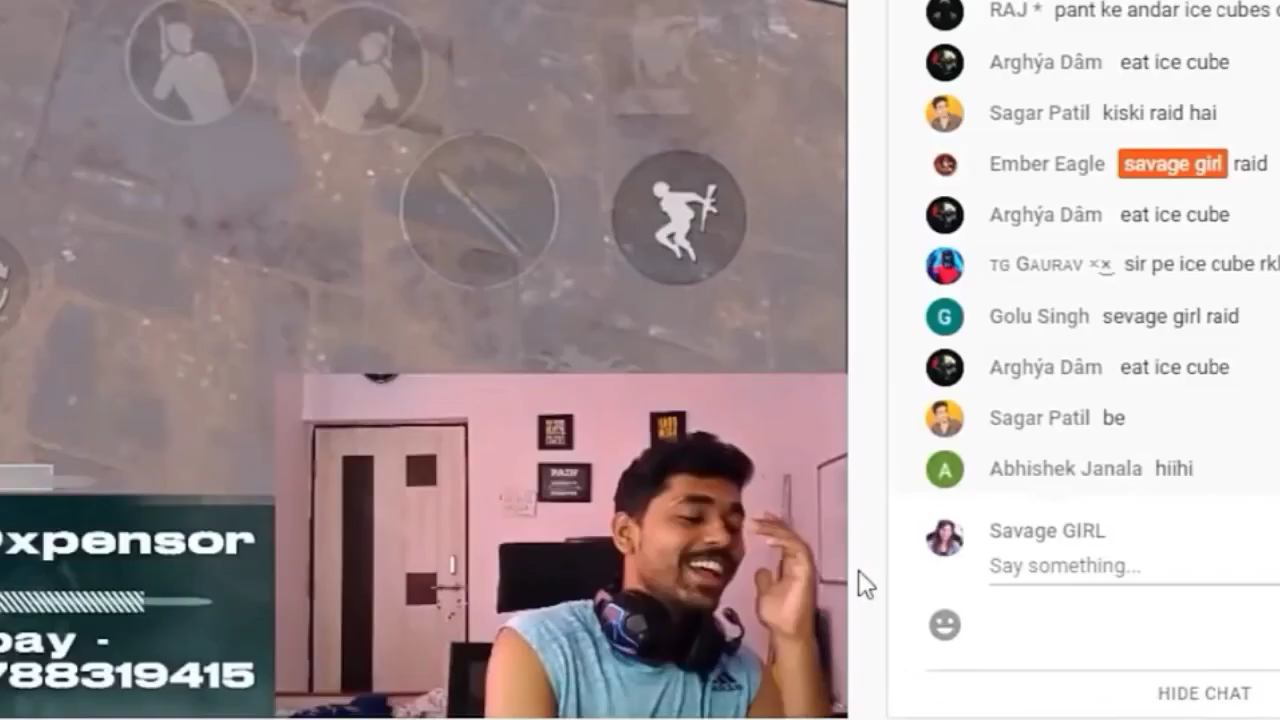 RAJ * pant ke andar ice cubes
Arghýa Dâm eat ice cube
Sagar Patil kiski raid hai
Ember Eagle savage girl raid
Arghýa Dâm eat ice cube
TG GAURAV ×͜× sir pe ice cube
G Golu Singh sevage girl raid
Arghýa Dâm eat ice cube
Sagar Patil be
A Abhishek Janala hiihi
Savage GIRL
Say something...
HIDE CHAT
PAIN
xpensor
pay -
788319415
adidas